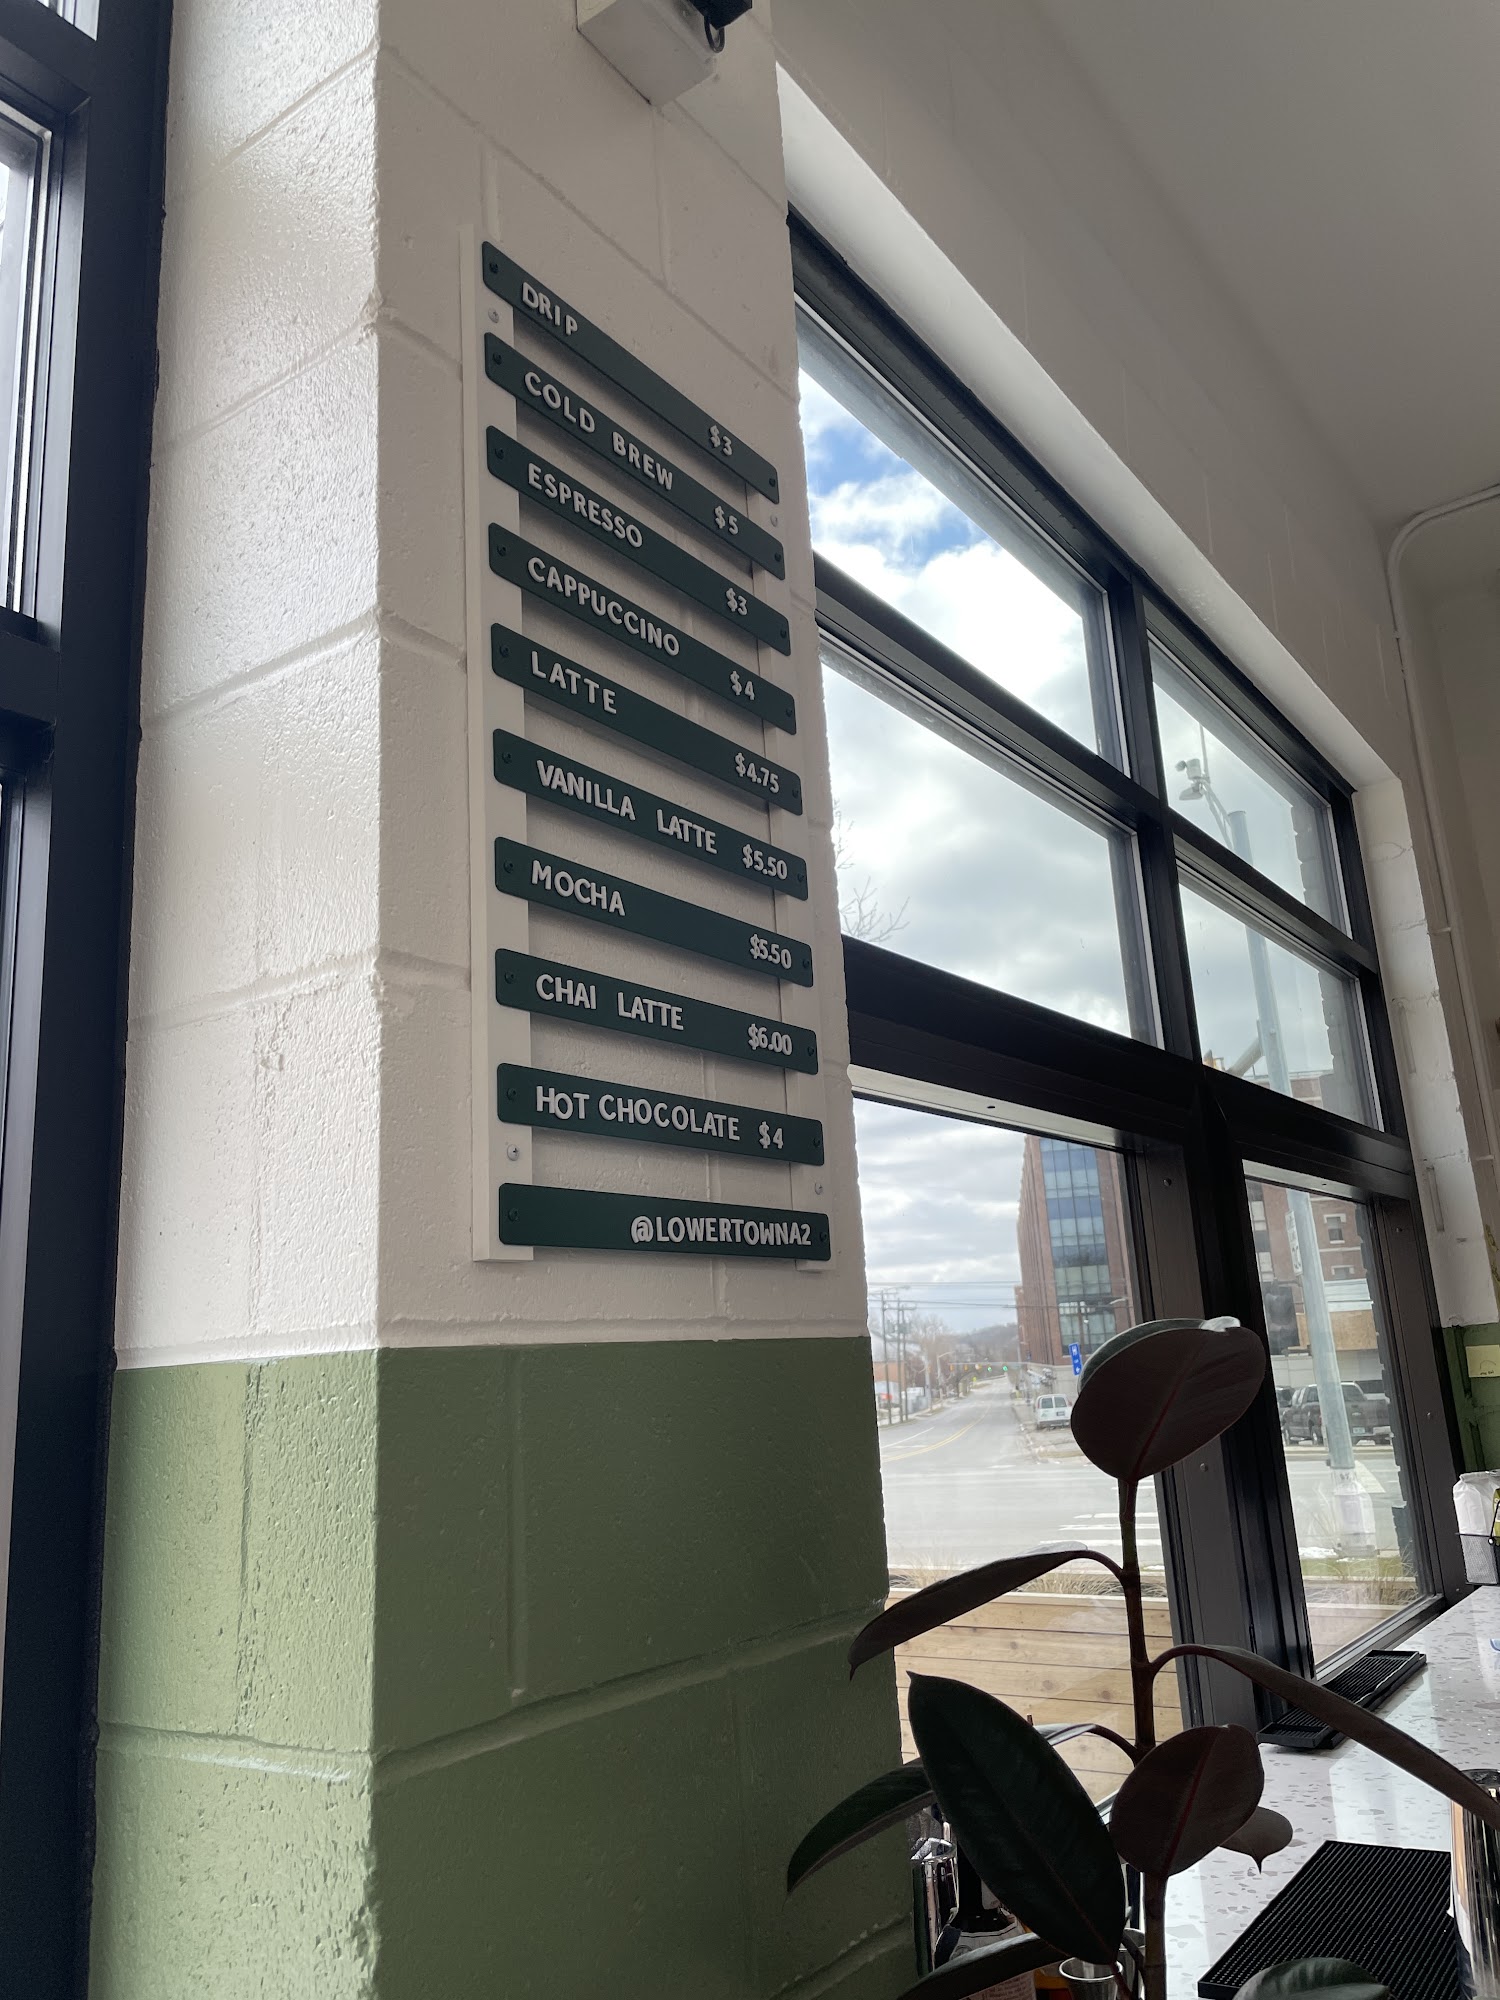 DRIP $3
COLD BREW $5
ESPRESSO $3
CAPPUCCINO $4
LATTE $4.75
VANILLA LATTE $5.50
MOCHA $5.50
CHAI LATTE $6.00
HOT CHOCOLATE $4
@LOWERTOWNA2